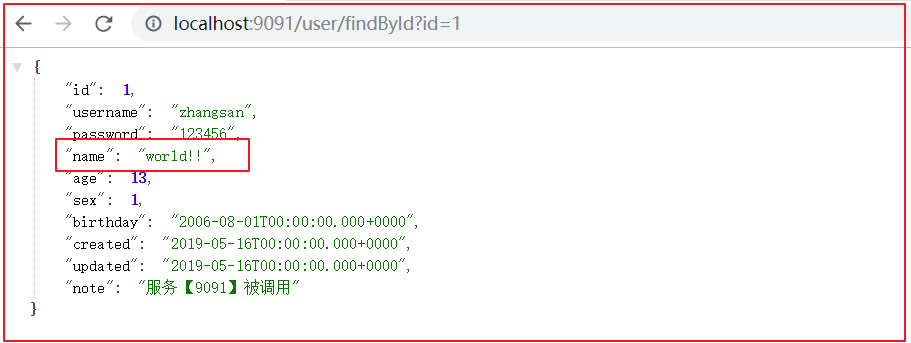 localhost:9091/user/findById?id=1
{
"id": 1,
"username": "zhangsan",
"password": "123456",
"name": "world!!",
"age": 13,
"sex": 1,
"birthday": "2006-08-01T00:00:00.000+0000",
"created": "2019-05-16T00:00:00.000+0000",
"updated": "2019-05-16T00:00:00.000+0000",
"note": "服务【9091】被调用"
}